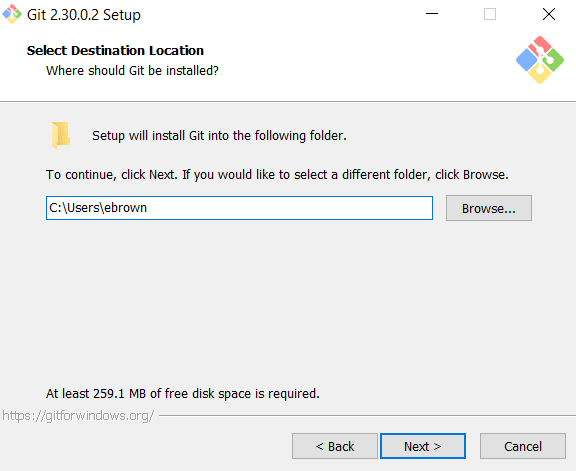 Git 2.30.0.2 Setup
Select Destination Location
Where should Git be installed?
Setup will install Git into the following folder.
To continue, click Next. If you would like to select a different folder, click Browse.
C:\Users\ebrown
Browse...
At least 259.1 MB of free disk space is required.
https://gitforwindows.org/
< Back
Next >
Cancel